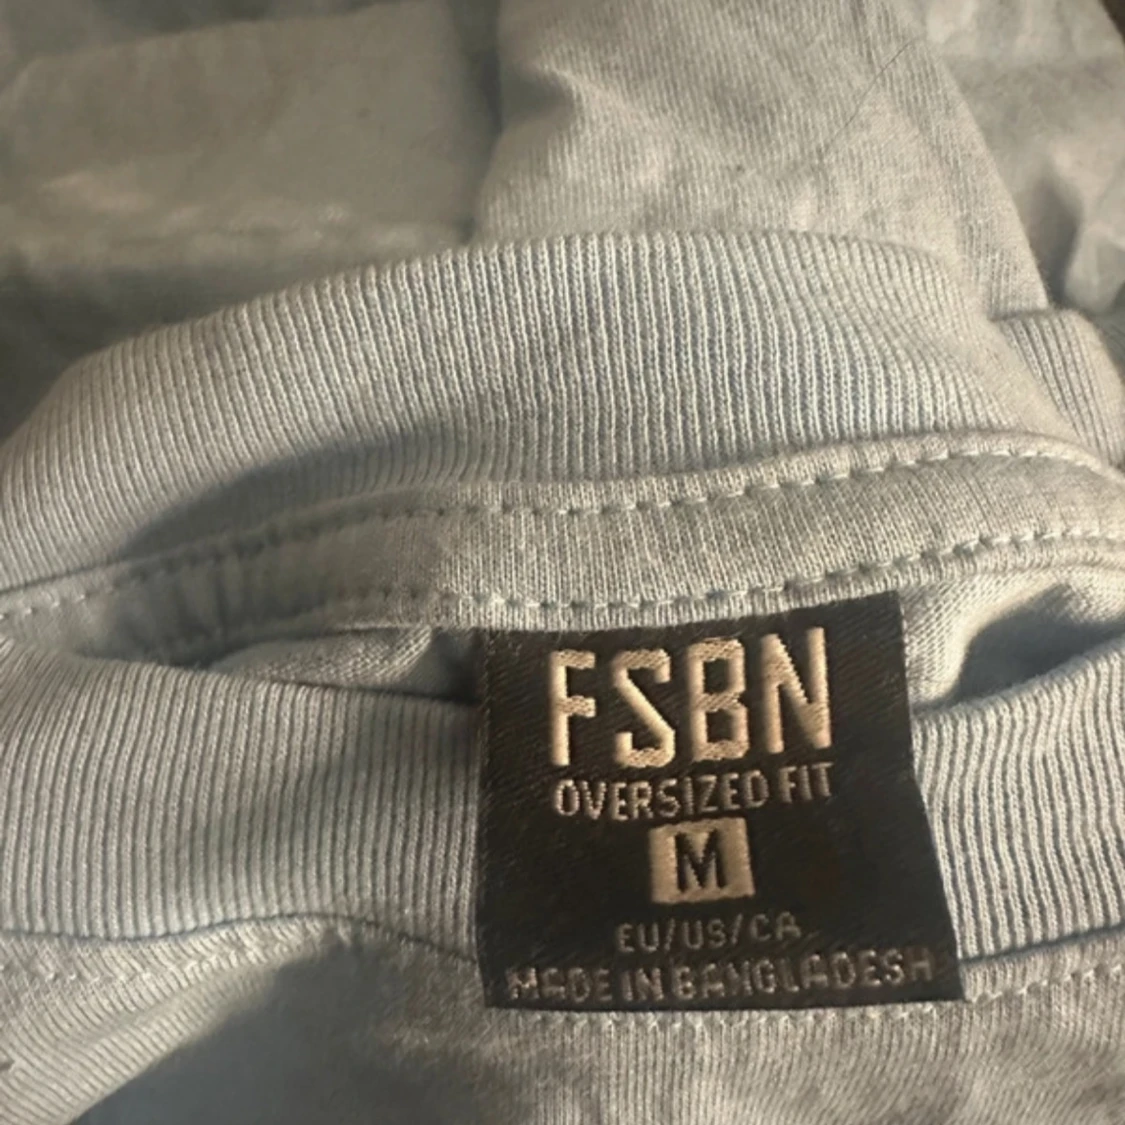 FSBN
OVERSIZED FIT
M
EU/US/CA
MADE IN BANGLADESH